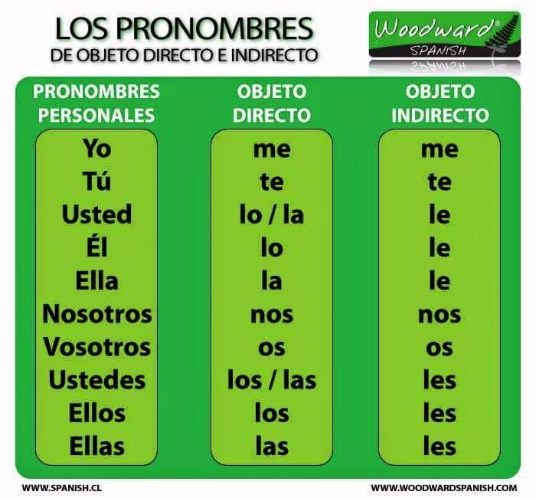 LOS PRONOMBRES
DE OBJETO DIRECTO E INDIRECTO
Woodward®
SPANISH
PRONOMBRES PERSONALES
OBJETO DIRECTO
OBJETO INDIRECTO
Yo me me
Tú te te
Usted lo / la le
Él lo le
Ella la le
Nosotros nos nos
Vosotros os os
Ustedes los / las les
Ellos los les
Ellas las les
WWW.SPANISH.CL
WWW.WOODWARDSPANISH.COM